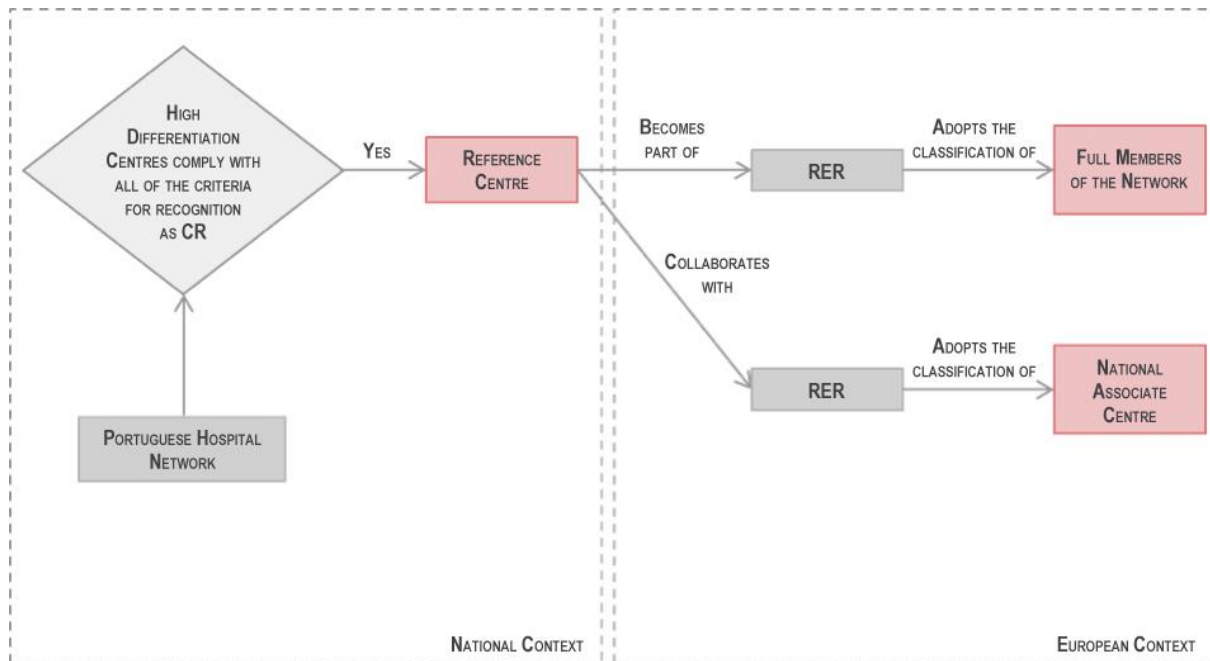 High
Differentiation
Centres comply with
all of the criteria
for recognition
as CR
Yes
Reference
Centre
Portuguese Hospital
Network
National Context
Becomes
part of
RER
Adopts the
classification of
Full Members
of the Network
Collaborates
with
RER
Adopts the
classification of
National
Associate
Centre
European Context